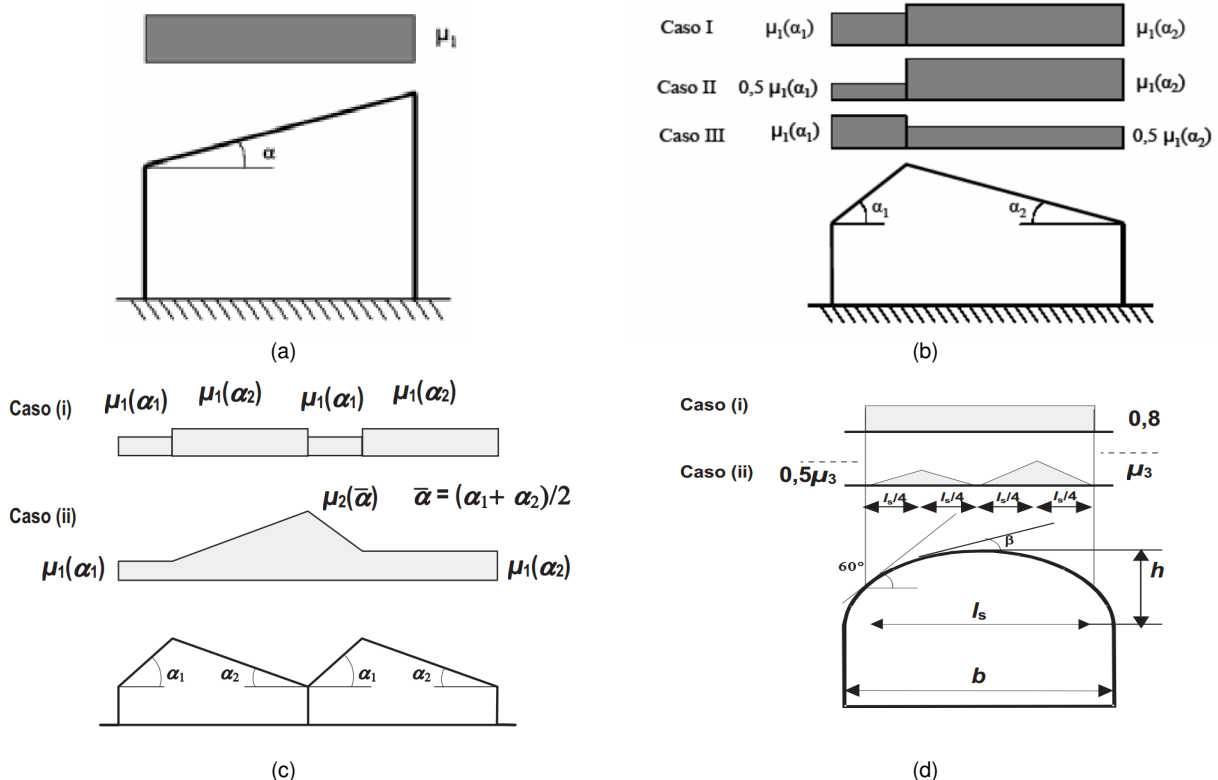 μ₁
α
(a)
Caso I μ₁(α₁) μ₁(α₂)
Caso II 0,5 μ₁(α₁) μ₁(α₂)
Caso III μ₁(α₁) 0,5 μ₁(α₂)
α₁ α₂
(b)
Caso (i) μ₁(α₁) μ₁(α₂) μ₁(α₁) μ₁(α₂)
μ₂(ᾱ) ᾱ = (α₁+ α₂)/2
Caso (ii)
μ₁(α₁) μ₁(α₂)
α₁ α₂ α₁ α₂
(c)
Caso (i) 0,8
Caso (ii) 0,5μ₃ μ₃
lₛ/4 lₛ/4 lₛ/4 lₛ/4
β
60°
h
lₛ
b
(d)